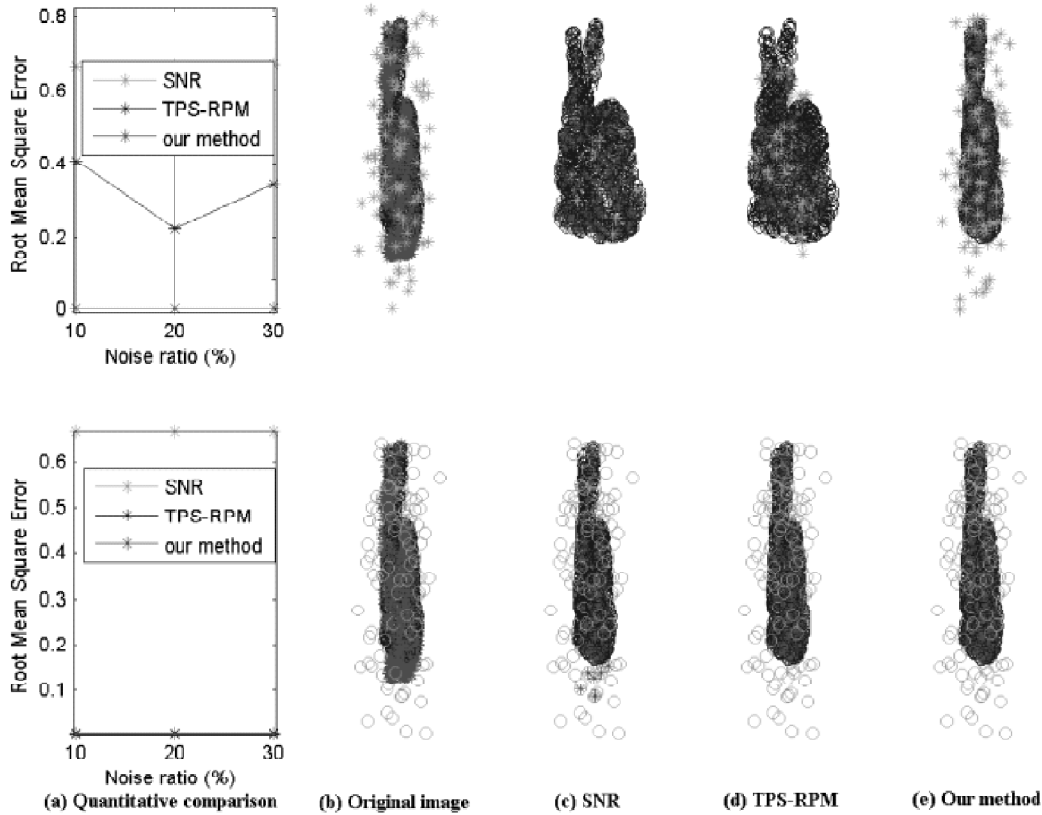 0.8
0.6
0.4
0.2
0
Root Mean Square Error
SNR
TPS-RPM
our method
10 20 30
Noise ratio (%)
0.6
0.5
0.4
0.3
0.2
0.1
Root Mean Square Error
SNR
TPS-RPM
our method
10 20 30
Noise ratio (%)
(a) Quantitative comparison
(b) Original image
(c) SNR
(d) TPS-RPM
(e) Our method